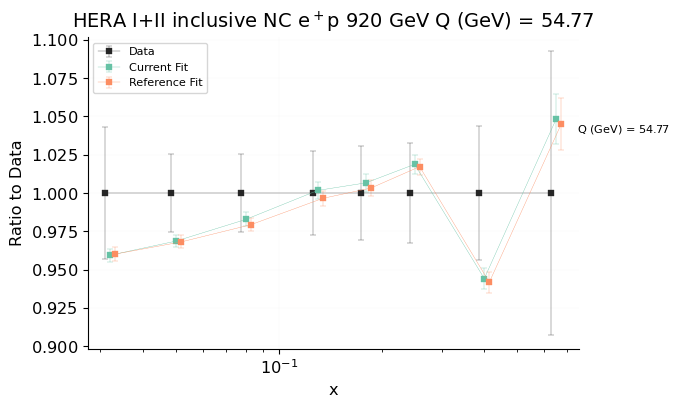 HERA I+II inclusive NC e⁺p 920 GeV Q (GeV) = 54.77
Data
Current Fit
Reference Fit
Q (GeV) = 54.77
Ratio to Data
1.100
1.075
1.050
1.025
1.000
0.975
0.950
0.925
0.900
10⁻¹
x